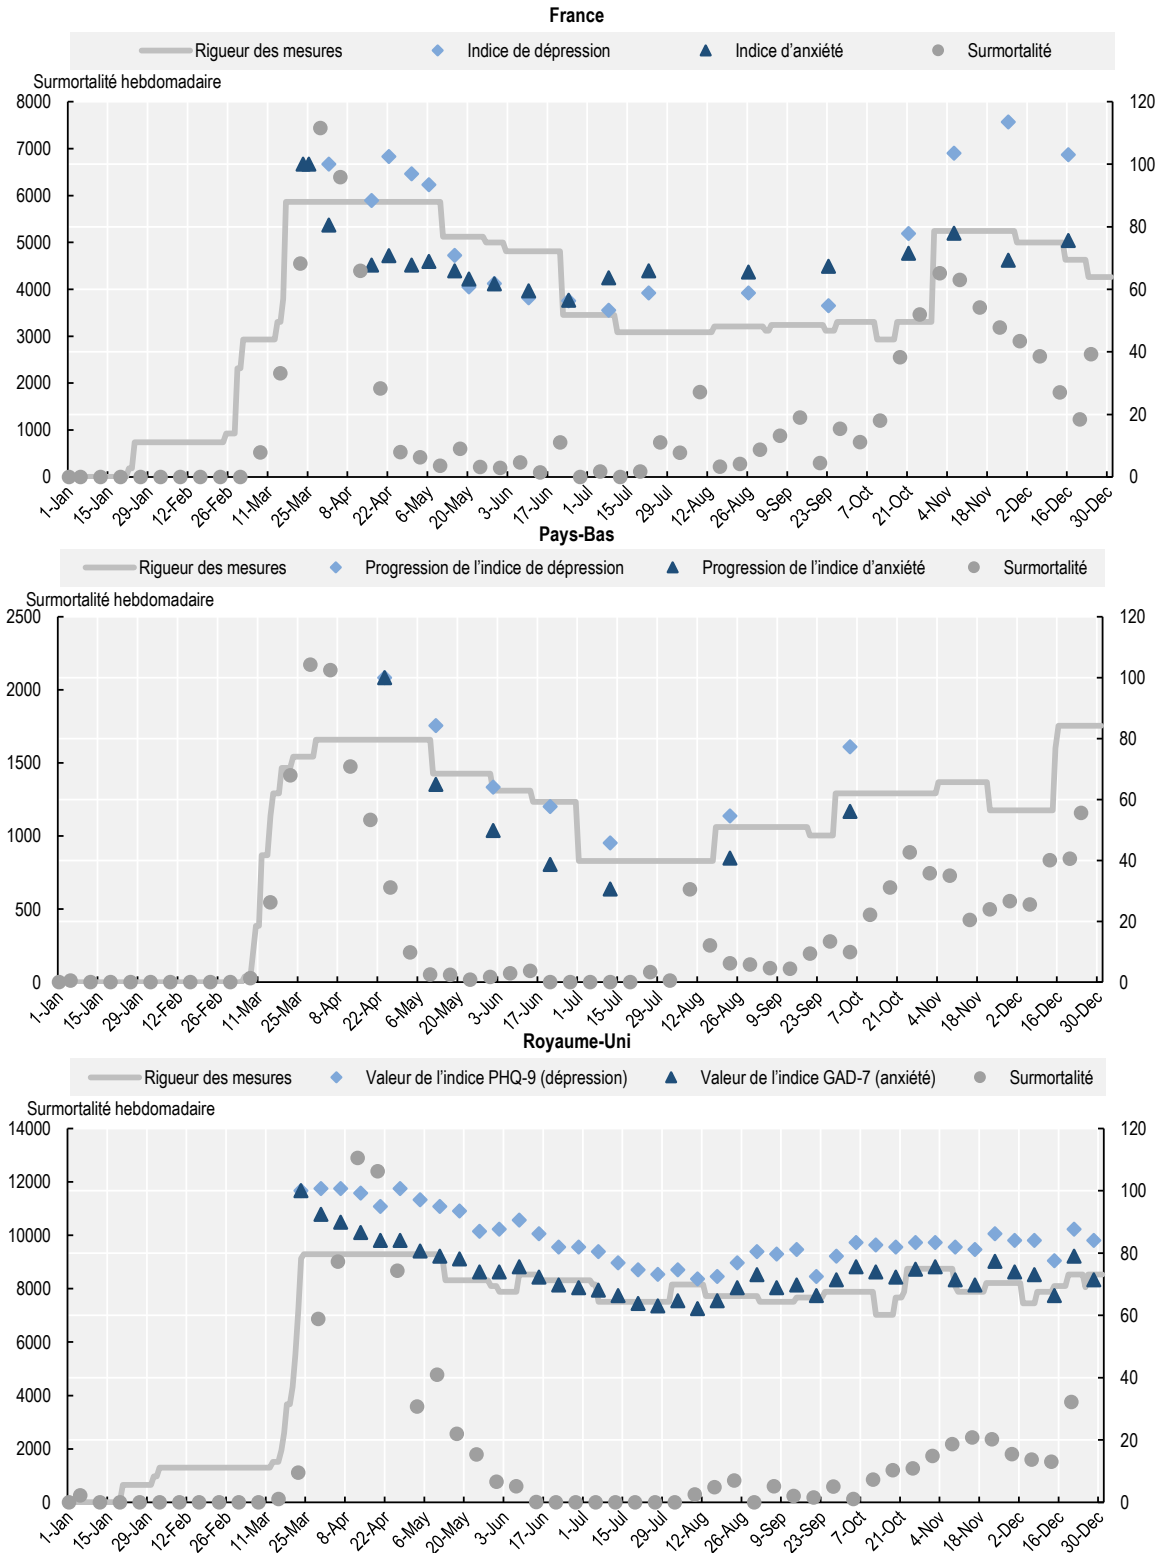 France
Rigueur des mesures Indice de dépression Indice d'anxiété Surmortalité
Surmortalité hebdomadaire
8000 120
7000 100
6000
5000 80
4000 60
3000 40
2000
1000 20
0 0
1-Jan 15-Jan 29-Jan 12-Feb 26-Feb 11-Mar 25-Mar 8-Apr 22-Apr 6-May 20-May 3-Jun 17-Jun 1-Jul 15-Jul 29-Jul 12-Aug 26-Aug 9-Sep 23-Sep 7-Oct 21-Oct 4-Nov 18-Nov 2-Dec 16-Dec 30-Dec
Pays-Bas
Rigueur des mesures Progression de l'indice de dépression Progression de l'indice d'anxiété Surmortalité
Surmortalité hebdomadaire
2500 120
2000 100
1500 80
60
1000 40
500 20
0 0
1-Jan 15-Jan 29-Jan 12-Feb 26-Feb 11-Mar 25-Mar 8-Apr 22-Apr 6-May 20-May 3-Jun 17-Jun 1-Jul 15-Jul 29-Jul 12-Aug 26-Aug 9-Sep 23-Sep 7-Oct 21-Oct 4-Nov 18-Nov 2-Dec 16-Dec 30-Dec
Royaume-Uni
Rigueur des mesures Valeur de l'indice PHQ-9 (dépression) Valeur de l'indice GAD-7 (anxiété) Surmortalité
Surmortalité hebdomadaire
14000 120
12000 100
10000 80
8000 60
6000
4000 40
2000 20
0 0
1-Jan 15-Jan 29-Jan 12-Feb 26-Feb 11-Mar 25-Mar 8-Apr 22-Apr 6-May 20-May 3-Jun 17-Jun 1-Jul 15-Jul 29-Jul 12-Aug 26-Aug 9-Sep 23-Sep 7-Oct 21-Oct 4-Nov 18-Nov 2-Dec 16-Dec 30-Dec